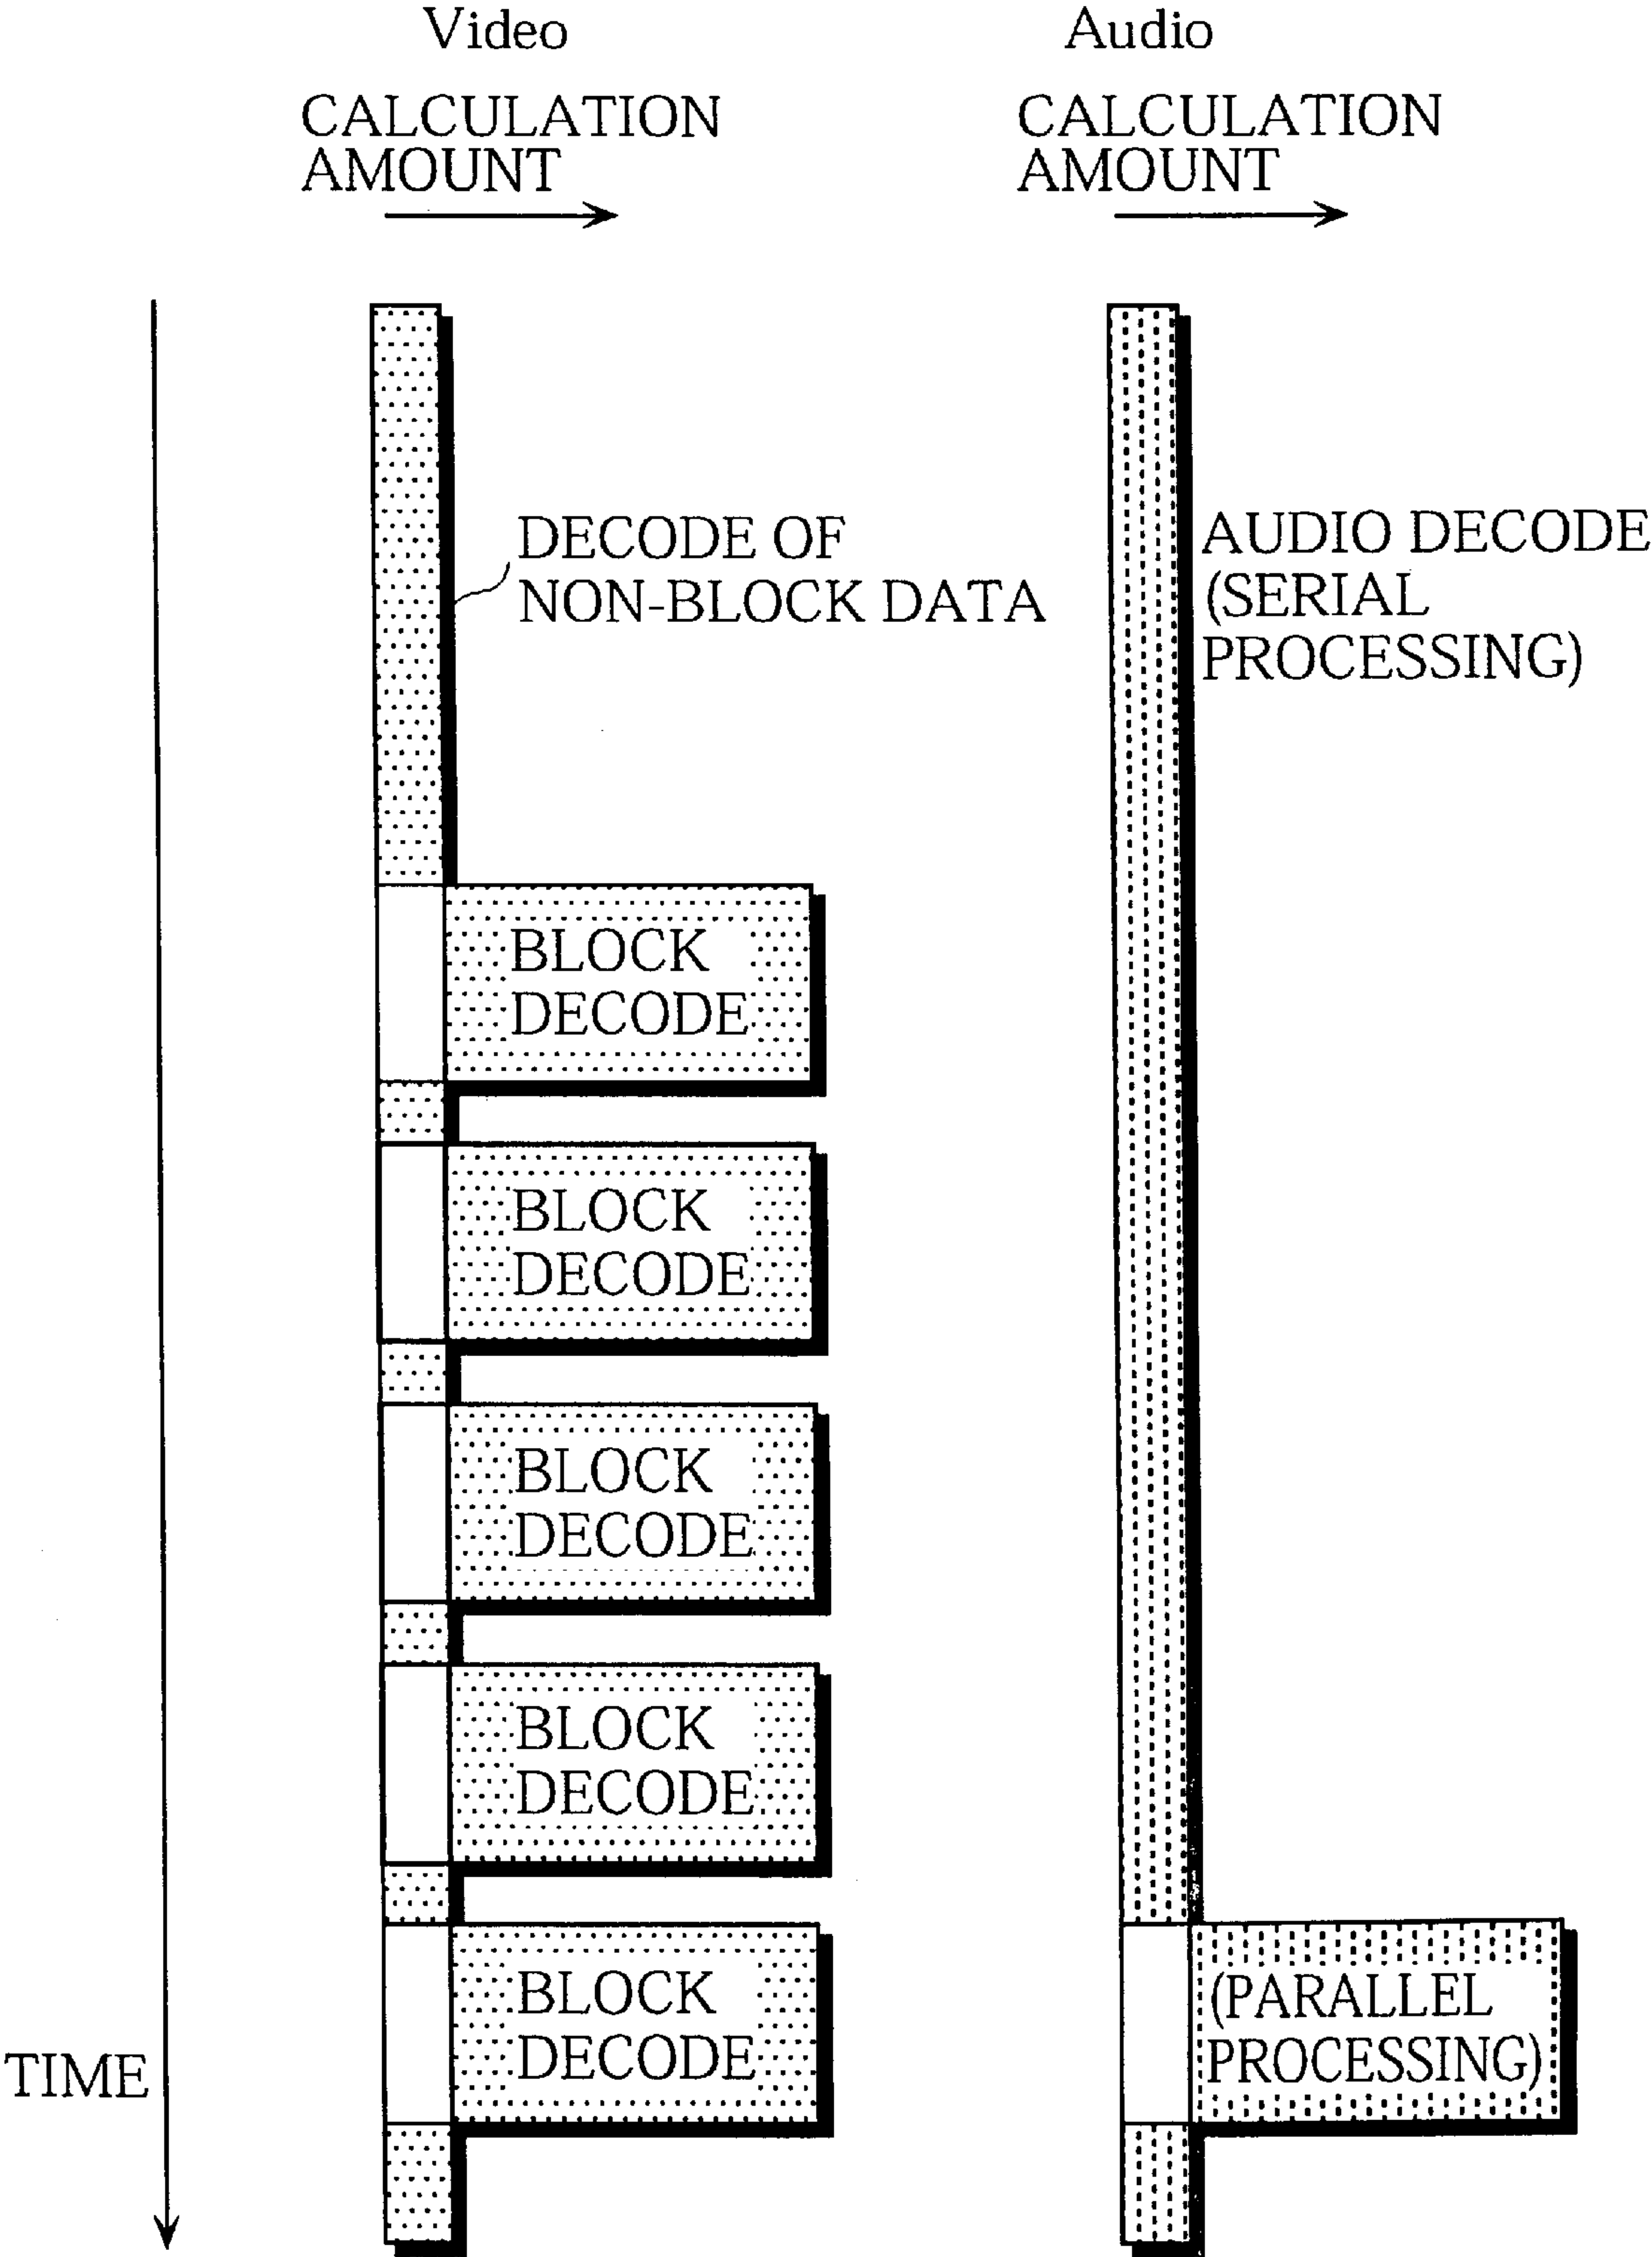 Video
CALCULATION
AMOUNT
Audio
CALCULATION
AMOUNT
DECODE OF
NON-BLOCK DATA
AUDIO DECODE
(SERIAL
PROCESSING)
BLOCK
DECODE
BLOCK
DECODE
BLOCK
DECODE
BLOCK
DECODE
BLOCK
DECODE
(PARALLEL
PROCESSING)
TIME